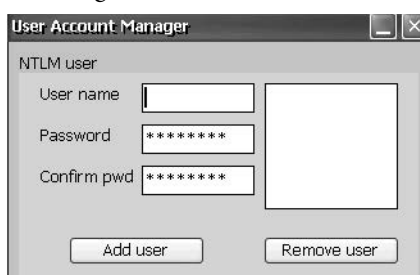 User Account Manager
NTLM user
User name
Password ********
Confirm pwd ********
Add user Remove user